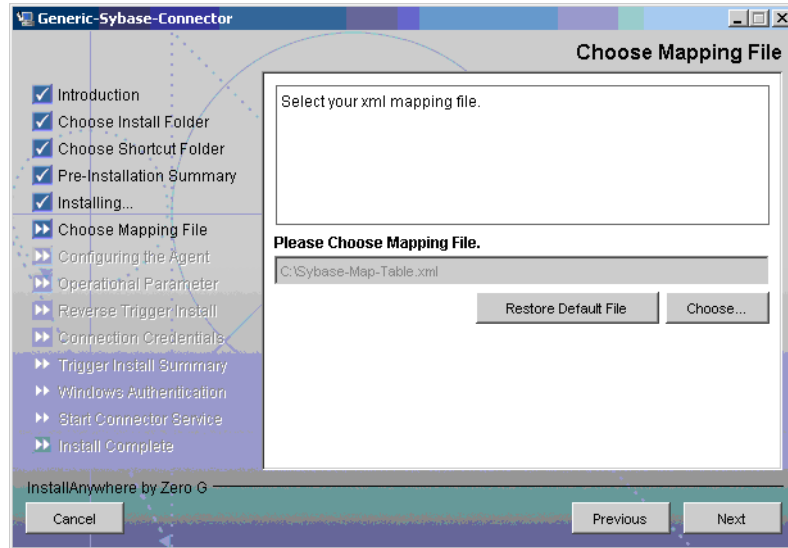 Generic-Sybase-Connector
Choose Mapping File
Introduction
Choose Install Folder
Choose Shortcut Folder
Pre-Installation Summary
Installing...
Choose Mapping File
Configuring the Agent
Operational Parameter
Reverse Trigger Install
Connection Credentials
Trigger Install Summary
Windows Authentication
Start Connector Service
Install Complete
Select your xml mapping file.
Please Choose Mapping File.
C:\Sybase-Map-Table.xml
Restore Default File
Choose...
InstallAnywhere by Zero G
Cancel
Previous
Next